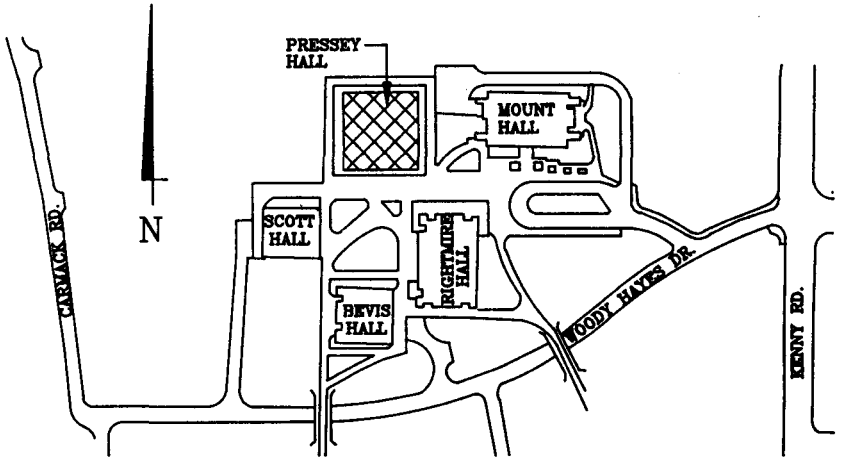 PRESSEY
HALL
MOUNT
HALL
N
SCOTT
HALL
RIGHTMIRE
HALL
BEVIS
HALL
CARMACK RD.
WOODY HAYES DR.
KENNY RD.